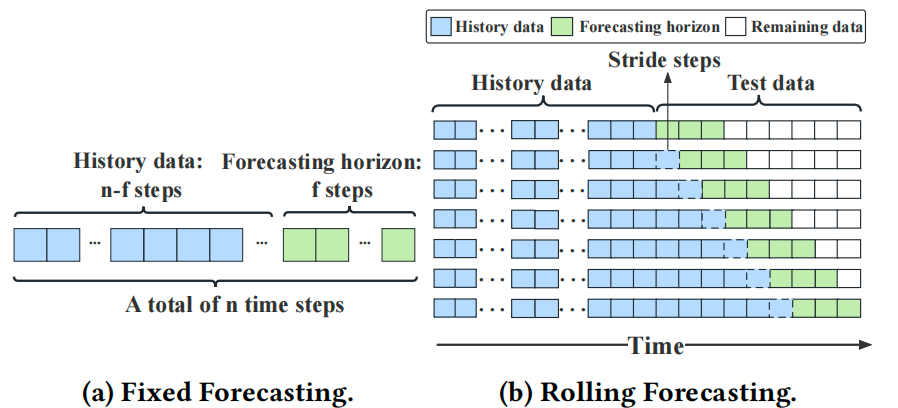 History data
Forecasting horizon
Remaining data
Stride steps
History data
Test data
History data:
n-f steps
Forecasting horizon:
f steps
...
...
...
A total of n time steps
Time
(a) Fixed Forecasting.
(b) Rolling Forecasting.